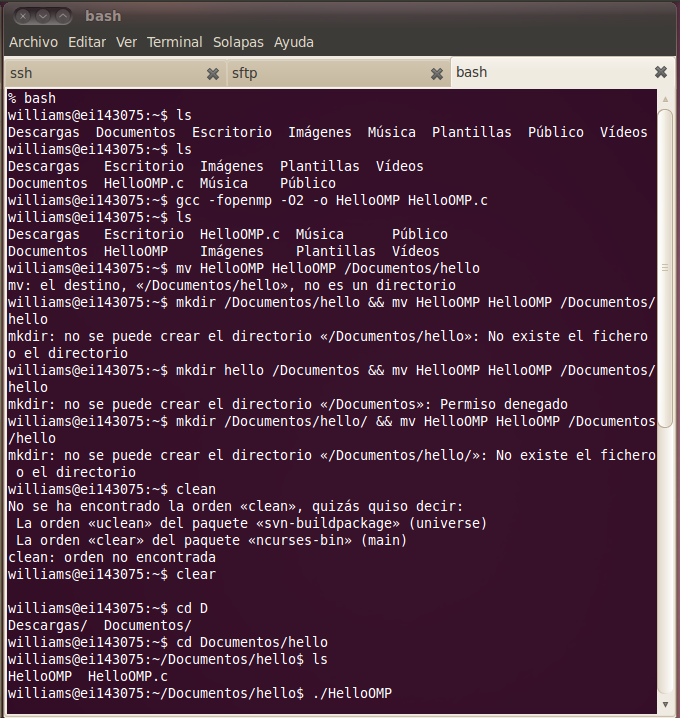 bash
Archivo Editar Ver Terminal Solapas Ayuda
ssh sftp bash
% bash
williams@ei143075:~$ ls
Descargas  Documentos  Escritorio  Imágenes  Música  Plantillas  Público  Vídeos
williams@ei143075:~$ ls
Descargas   Escritorio  Imágenes  Plantillas  Vídeos
Documentos  HelloOMP.c  Música    Público
williams@ei143075:~$ gcc -fopenmp -O2 -o HelloOMP HelloOMP.c
williams@ei143075:~$ ls
Descargas   Escritorio  HelloOMP.c  Música      Público
Documentos  HelloOMP    Imágenes    Plantillas  Vídeos
williams@ei143075:~$ mv HelloOMP HelloOMP /Documentos/hello
mv: el destino, «/Documentos/hello», no es un directorio
williams@ei143075:~$ mkdir /Documentos/hello && mv HelloOMP HelloOMP /Documentos/
hello
mkdir: no se puede crear el directorio «/Documentos/hello»: No existe el fichero
o el directorio
williams@ei143075:~$ mkdir hello /Documentos && mv HelloOMP HelloOMP /Documentos/
hello
mkdir: no se puede crear el directorio «/Documentos»: Permiso denegado
williams@ei143075:~$ mkdir /Documentos/hello/ && mv HelloOMP HelloOMP /Documentos
/hello
mkdir: no se puede crear el directorio «/Documentos/hello/»: No existe el fichero
 o el directorio
williams@ei143075:~$ clean
No se ha encontrado la orden «clean», quizás quiso decir:
 La orden «uclean» del paquete «svn-buildpackage» (universe)
 La orden «clear» del paquete «ncurses-bin» (main)
clean: orden no encontrada
williams@ei143075:~$ clear
williams@ei143075:~$ cd D
Descargas/  Documentos/
williams@ei143075:~$ cd Documentos/hello
williams@ei143075:~/Documentos/hello$ ls
HelloOMP  HelloOMP.c
williams@ei143075:~/Documentos/hello$ ./HelloOMP